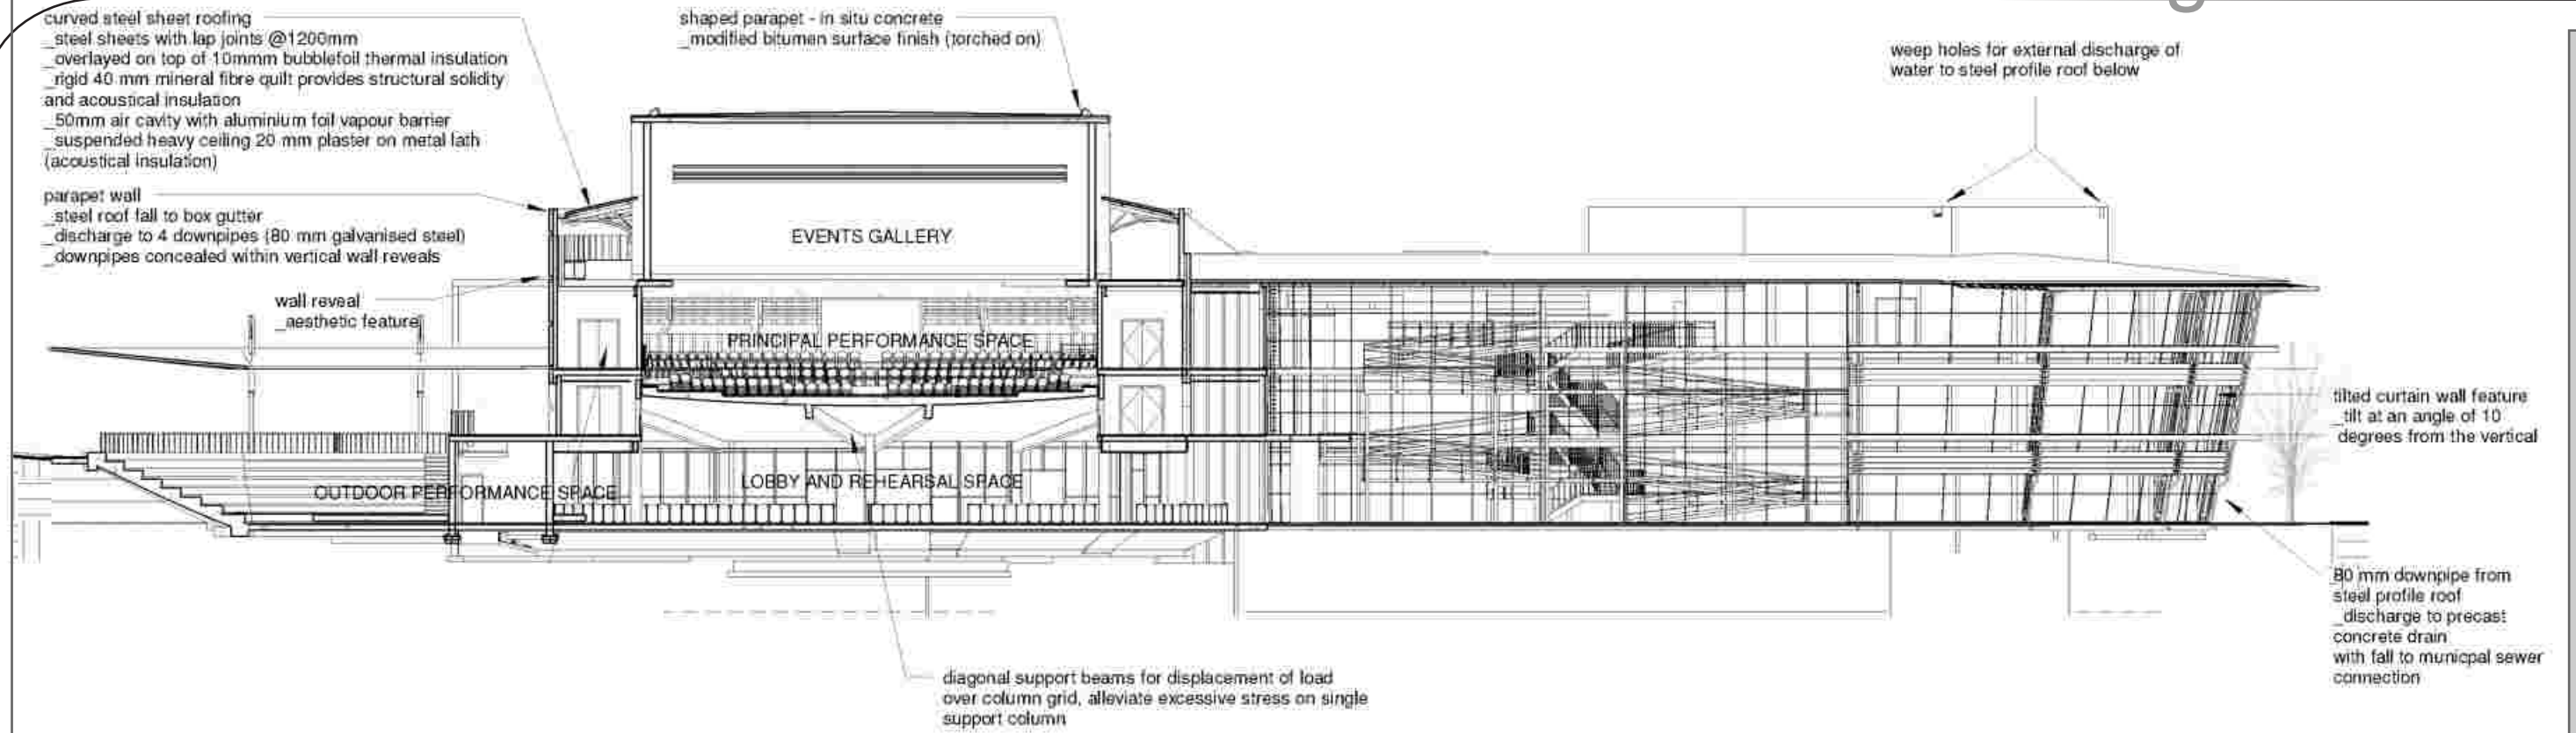 curved steel sheet roofing
_steel sheets with lap joints @1200mm
_overlayed on top of 10mmm bubblefoil thermal insulation
_rigid 40 mm mineral fibre quilt provides structural solidity
and acoustical insulation
_50mm air cavity with aluminium foil vapour barrier
_suspended heavy ceiling 20 mm plaster on metal lath
(acoustical insulation)
parapet wall
_steel roof fall to box gutter
_discharge to 4 downpipes (80 mm galvanised steel)
_downpipes concealed within vertical wall reveals
wall reveal
_aesthetic feature
shaped parapet - in situ concrete
_modified bitumen surface finish (torched on)
weep holes for external discharge of
water to steel profile roof below
EVENTS GALLERY
PRINCIPAL PERFORMANCE SPACE
OUTDOOR PERFORMANCE SPACE
LOBBY AND REHEARSAL SPACE
tilted curtain wall feature
_tilt at an angle of 10
degrees from the vertical
80 mm downpipe from
steel profile roof
_discharge to precast
concrete drain
with fall to municpal sewer
connection
diagonal support beams for displacement of load
over column grid, alleviate excessive stress on single
support column